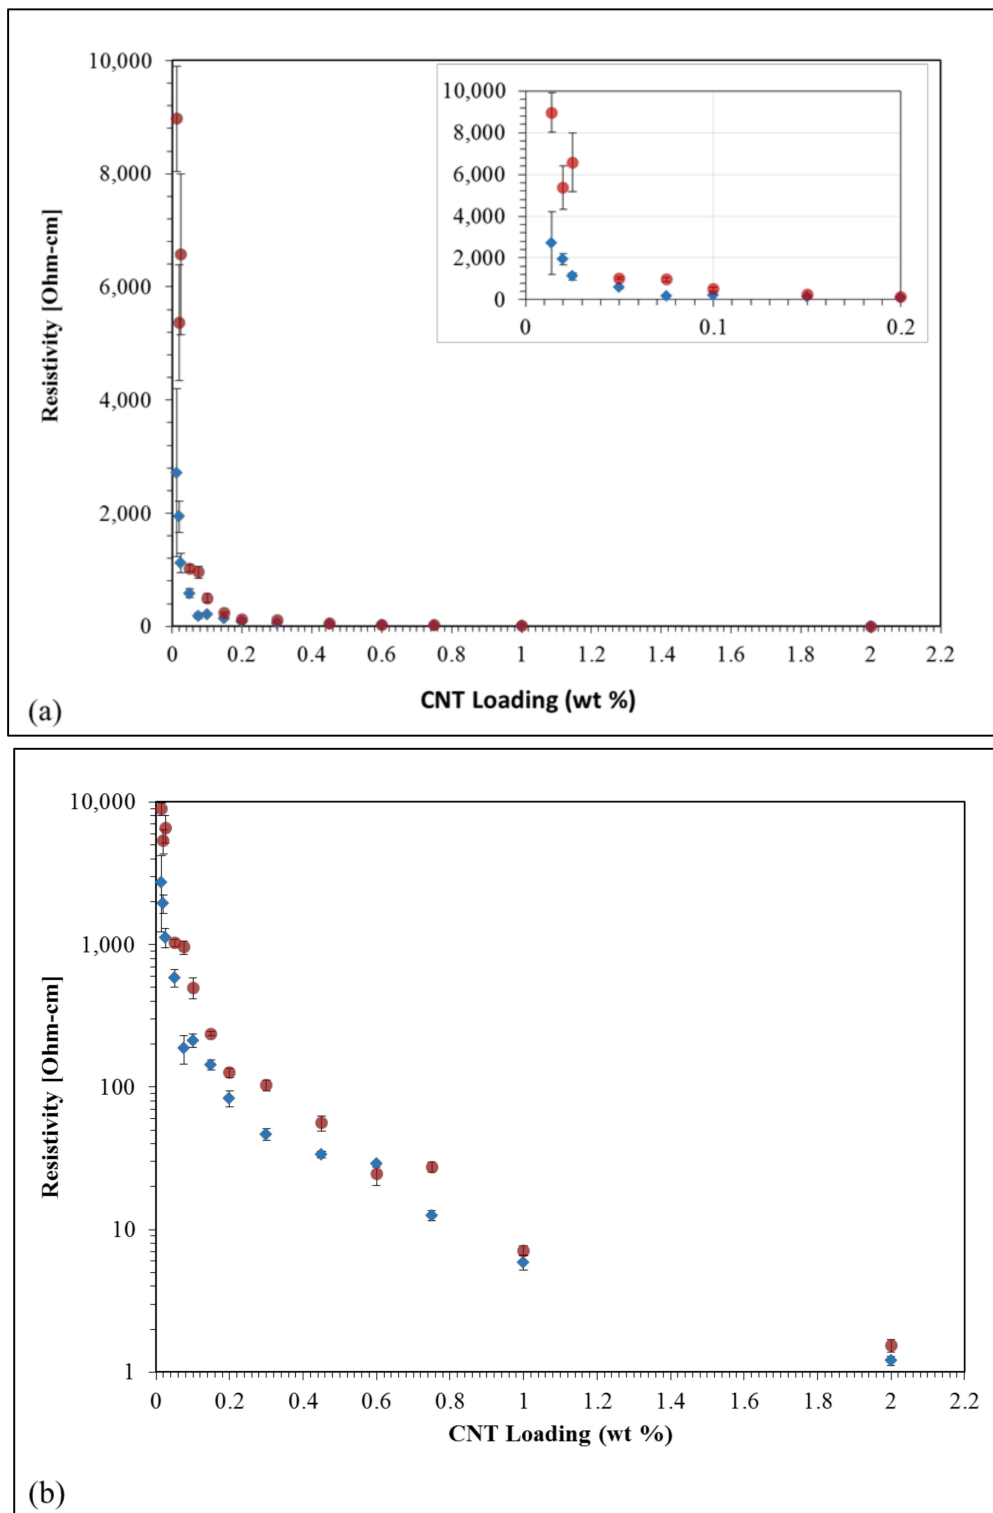 10,000
8,000
6,000
4,000
2,000
0
Resistivity [Ohm-cm]
10,000
8,000
6,000
4,000
2,000
0
0 0.1 0.2
0 0.2 0.4 0.6 0.8 1 1.2 1.4 1.6 1.8 2 2.2
CNT Loading (wt %)
(a)
10,000
1,000
100
10
1
Resistivity [Ohm-cm]
0 0.2 0.4 0.6 0.8 1 1.2 1.4 1.6 1.8 2 2.2
CNT Loading (wt %)
(b)